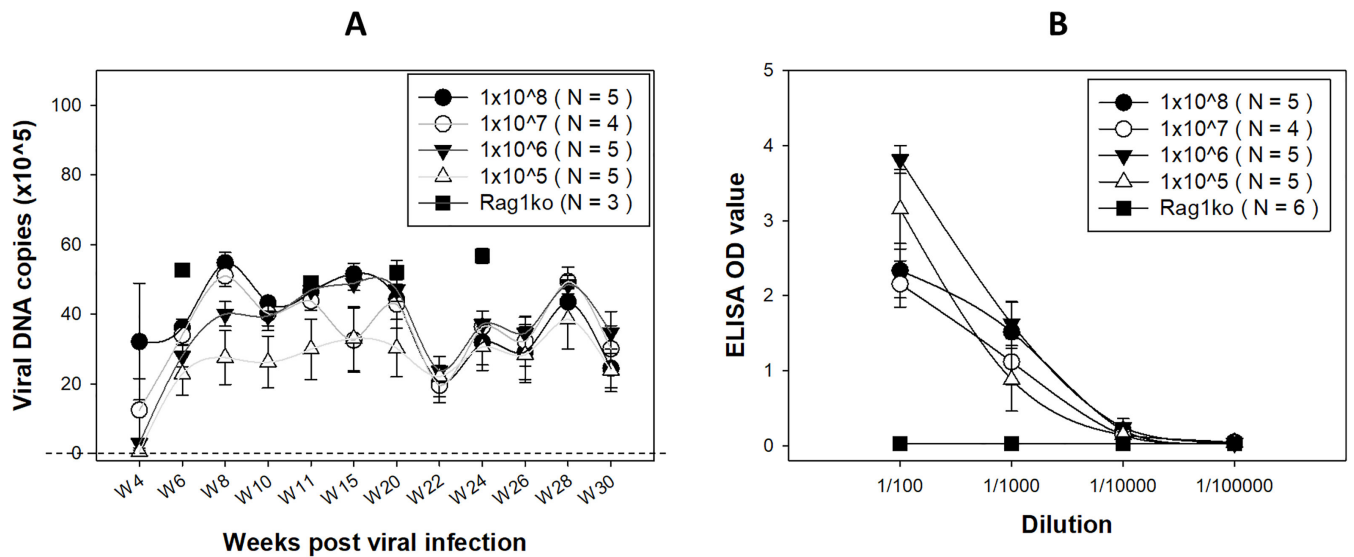 A
Viral DNA copies (x10^5)
100
80
60
40
20
0
1x10^8 ( N = 5 )
1x10^7 ( N = 4 )
1x10^6 ( N = 5 )
1x10^5 ( N = 5 )
Rag1ko (N = 3 )
W4
W6
W8
W10
W11
W15
W20
W22
W24
W26
W28
W30
Weeks post viral infection
B
ELISA OD value
5
4
3
2
1
0
1x10^8 ( N = 5 )
1x10^7 ( N = 4 )
1x10^6 ( N = 5 )
1x10^5 ( N = 5 )
Rag1ko ( N = 6 )
1/100
1/1000
1/10000
1/100000
Dilution